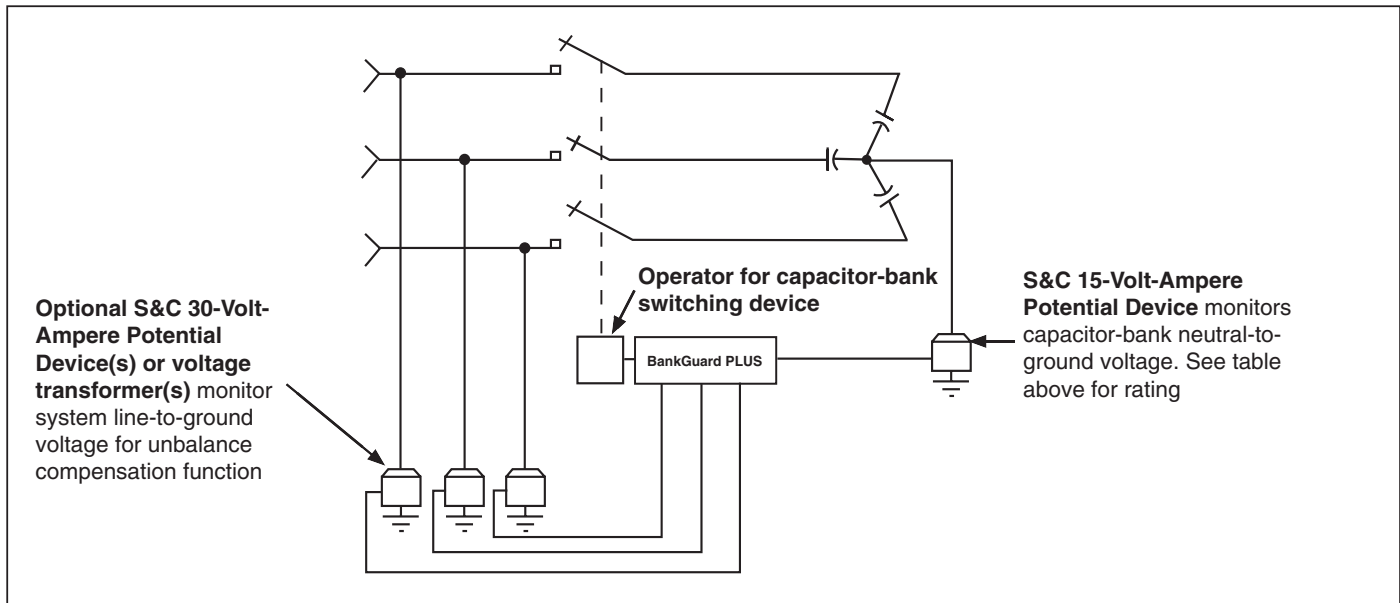 Optional S&C 30-Volt-
Ampere Potential
Device(s) or voltage
transformer(s) monitor
system line-to-ground
voltage for unbalance
compensation function
Operator for capacitor-bank
switching device
BankGuard PLUS
S&C 15-Volt-Ampere
Potential Device monitors
capacitor-bank neutral-to-
ground voltage. See table
above for rating